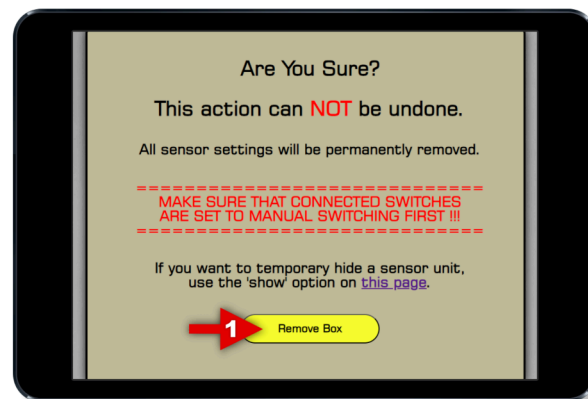 Are You Sure?
This action can NOT be undone.
All sensor settings will be permanently removed.
=============================
MAKE SURE THAT CONNECTED SWITCHES
ARE SET TO MANUAL SWITCHING FIRST !!!
=============================
If you want to temporary hide a sensor unit,
use the 'show' option on this page.
1 Remove Box